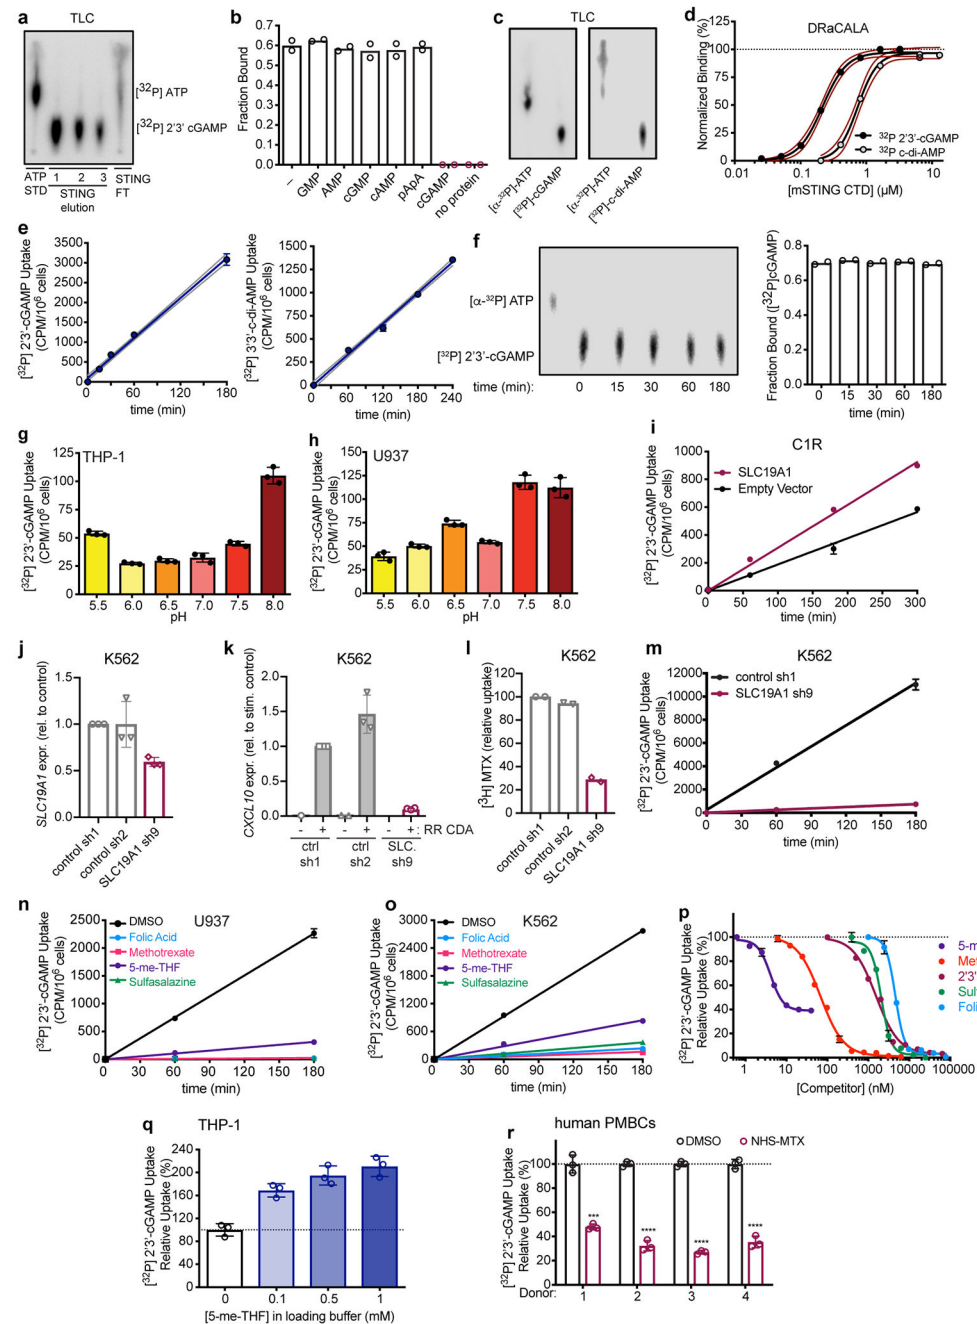 a
TLC
[³²P] ATP
[³²P] 2'3' cGAMP
ATP
STD
1 2 3
STING
elution
STING
FT
b
Fraction Bound
0.7
0.6
0.5
0.4
0.3
0.2
0.1
0.0
–
GMP
AMP
cGMP
cAMP
pApA
cGAMP
no protein
c
TLC
[α-³²P]-ATP
[³²P]-cGAMP
[α-³²P]-ATP
[³²P]-c-di-AMP
d
DRaCALA
Normalized Binding (%)
125
100
75
50
25
0
³²P 2'3'-cGAMP
³²P c-di-AMP
0.01 0.1 1 10
[mSTING CTD] (µM)
e
[³²P] 2'3'-cGAMP Uptake
(CPM/10⁶ cells)
3500
3000
2500
2000
1500
1000
500
0
0 60 120 180
time (min)
[³²P] 3'3'-c-di-AMP Uptake
(CPM/10⁶ cells)
1500
1250
1000
750
500
250
0
0 60 120 180 240
time (min)
f
[α-³²P] ATP
[³²P] 2'3'-cGAMP
time (min): 0 15 30 60 180
Fraction Bound ([³²P]cGAMP)
0.8
0.6
0.4
0.2
0.0
0 15 30 60 180
time (min)
g
THP-1
[³²P] 2'3'-cGAMP Uptake
(CPM/10⁶ cells)
125
100
75
50
25
0
5.5 6.0 6.5 7.0 7.5 8.0
pH
h
U937
[³²P] 2'3'-cGAMP Uptake
(CPM/10⁶ cells)
150
125
100
75
50
25
0
5.5 6.0 6.5 7.0 7.5 8.0
pH
i
C1R
[³²P] 2'3'-cGAMP Uptake
(CPM/10⁶ cells)
1000
800
600
400
200
0
SLC19A1
Empty Vector
0 60 120 180 240 300
time (min)
j
K562
SLC19A1 expr. (rel. to control)
1.5
1.0
0.5
0.0
control sh1
control sh2
SLC19A1 sh9
k
K562
CXCL10 expr. (rel. to stim. control)
2.0
1.5
1.0
0.5
0.0
- + - + - + : RR CDA
ctrl
sh1
ctrl
sh2
SLC.
sh9
l
K562
[³H] MTX (relative uptake)
125
100
75
50
25
0
control sh1
control sh2
SLC19A1 sh9
m
K562
[³²P] 2'3'-cGAMP Uptake
(CPM/10⁶ cells)
12000
10000
8000
6000
4000
2000
0
control sh1
SLC19A1 sh9
0 60 120 180
time (min)
n
U937
[³²P] 2'3'-cGAMP Uptake
(CPM/10⁶ cells)
2500
2000
1500
1000
500
0
DMSO
Folic Acid
Methotrexate
5-me-THF
Sulfasalazine
0 60 120 180
time (min)
o
K562
[³²P] 2'3'-cGAMP Uptake
(CPM/10⁶ cells)
3000
2400
1800
1200
600
0
DMSO
Folic Acid
Methotrexate
5-me-THF
Sulfasalazine
0 60 120 180
time (min)
p
[³²P] 2'3'-cGAMP Uptake
Relative Uptake (%)
100
80
60
40
20
0
5-m
Met
2'3'
Sul
Foli
1 10 100 1000 10000 100000
[Competitor] (nM)
q
THP-1
[³²P] 2'3'-cGAMP Uptake
Relative Uptake (%)
240
200
160
120
80
40
0
0 0.1 0.5 1
[5-me-THF] in loading buffer (mM)
r
human PMBCs
DMSO
NHS-MTX
[³²P] 2'3'-cGAMP Uptake
Relative Uptake (%)
100
80
60
40
20
0
*** **** **** ****
Donor: 1 2 3 4